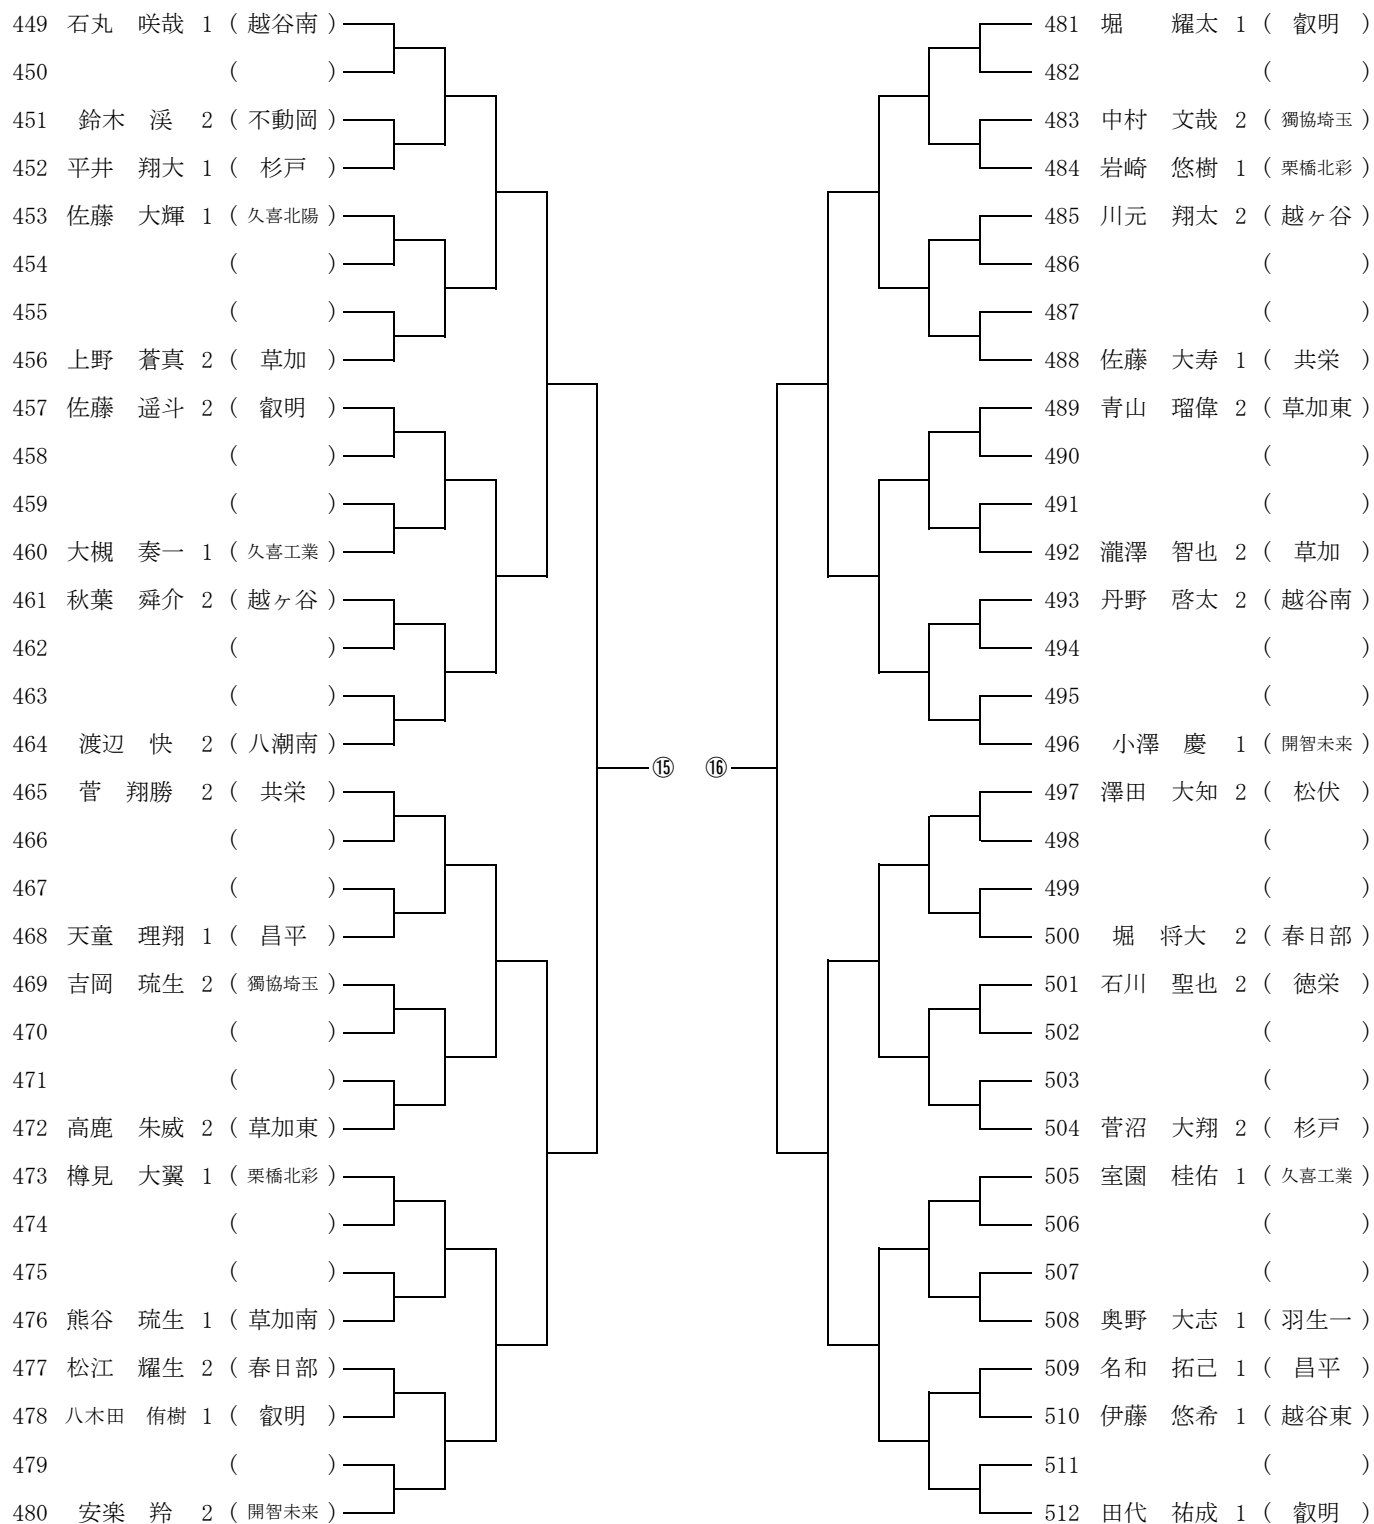 449 石丸　咲哉 1 ( 越谷南 )
450 ( )
451 鈴木　渓 2 ( 不動岡 )
452 平井　翔大 1 ( 杉戸 )
453 佐藤　大輝 1 ( 久喜北陽 )
454 ( )
455 ( )
456 上野　蒼真 2 ( 草加 )
457 佐藤　遥斗 2 ( 叡明 )
458 ( )
459 ( )
460 大槻　奏一 1 ( 久喜工業 )
461 秋葉　舜介 2 ( 越ヶ谷 )
462 ( )
463 ( )
464 渡辺　快 2 ( 八潮南 )
465 菅　翔勝 2 ( 共栄 )
466 ( )
467 ( )
468 天童　理翔 1 ( 昌平 )
469 吉岡　琉生 2 ( 獨協埼玉 )
470 ( )
471 ( )
472 高鹿　朱威 2 ( 草加東 )
473 樽見　大翼 1 ( 栗橋北彩 )
474 ( )
475 ( )
476 熊谷　琉生 1 ( 草加南 )
477 松江　耀生 2 ( 春日部 )
478 八木田　侑樹 1 ( 叡明 )
479 ( )
480 安楽　羚 2 ( 開智未来 )
⑮ ⑯
481 堀　耀太 1 ( 叡明 )
482 ( )
483 中村　文哉 2 ( 獨協埼玉 )
484 岩崎　悠樹 1 ( 栗橋北彩 )
485 川元　翔太 2 ( 越ヶ谷 )
486 ( )
487 ( )
488 佐藤　大寿 1 ( 共栄 )
489 青山　瑠偉 2 ( 草加東 )
490 ( )
491 ( )
492 瀧澤　智也 2 ( 草加 )
493 丹野　啓太 2 ( 越谷南 )
494 ( )
495 ( )
496 小澤　慶 1 ( 開智未来 )
497 澤田　大知 2 ( 松伏 )
498 ( )
499 ( )
500 堀　将大 2 ( 春日部 )
501 石川　聖也 2 ( 徳栄 )
502 ( )
503 ( )
504 菅沼　大翔 2 ( 杉戸 )
505 室園　桂佑 1 ( 久喜工業 )
506 ( )
507 ( )
508 奥野　大志 1 ( 羽生一 )
509 名和　拓己 1 ( 昌平 )
510 伊藤　悠希 1 ( 越谷東 )
511 ( )
512 田代　祐成 1 ( 叡明 )